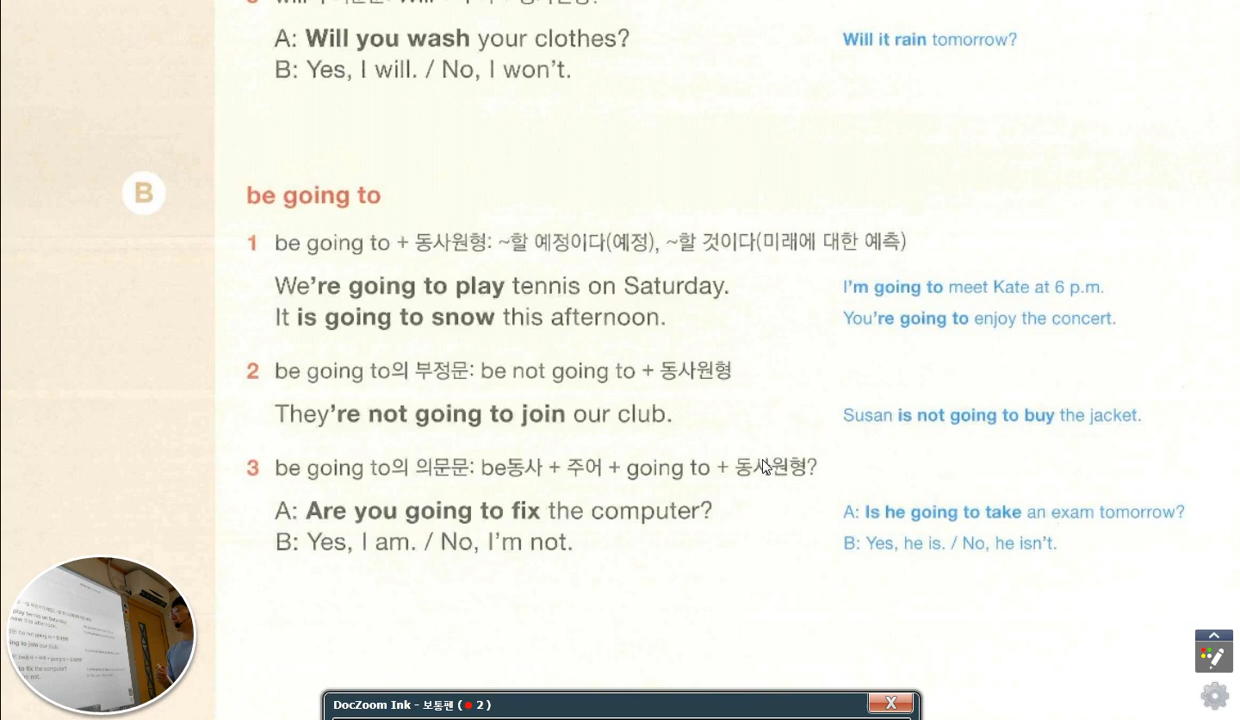 A: Will you wash your clothes?
Will it rain tomorrow?
B: Yes, I will. / No, I won't.
B
be going to
1 be going to + 동사원형: ~할 예정이다(예정), ~할 것이다(미래에 대한 예측)
We're going to play tennis on Saturday.
I'm going to meet Kate at 6 p.m.
It is going to snow this afternoon.
You're going to enjoy the concert.
2 be going to의 부정문: be not going to + 동사원형
They're not going to join our club.
Susan is not going to buy the jacket.
3 be going to의 의문문: be동사 + 주어 + going to + 동사원형?
A: Are you going to fix the computer?
A: Is he going to take an exam tomorrow?
B: Yes, I am. / No, I'm not.
B: Yes, he is. / No, he isn't.
DocZoom Ink - 보통펜 ( 2 )